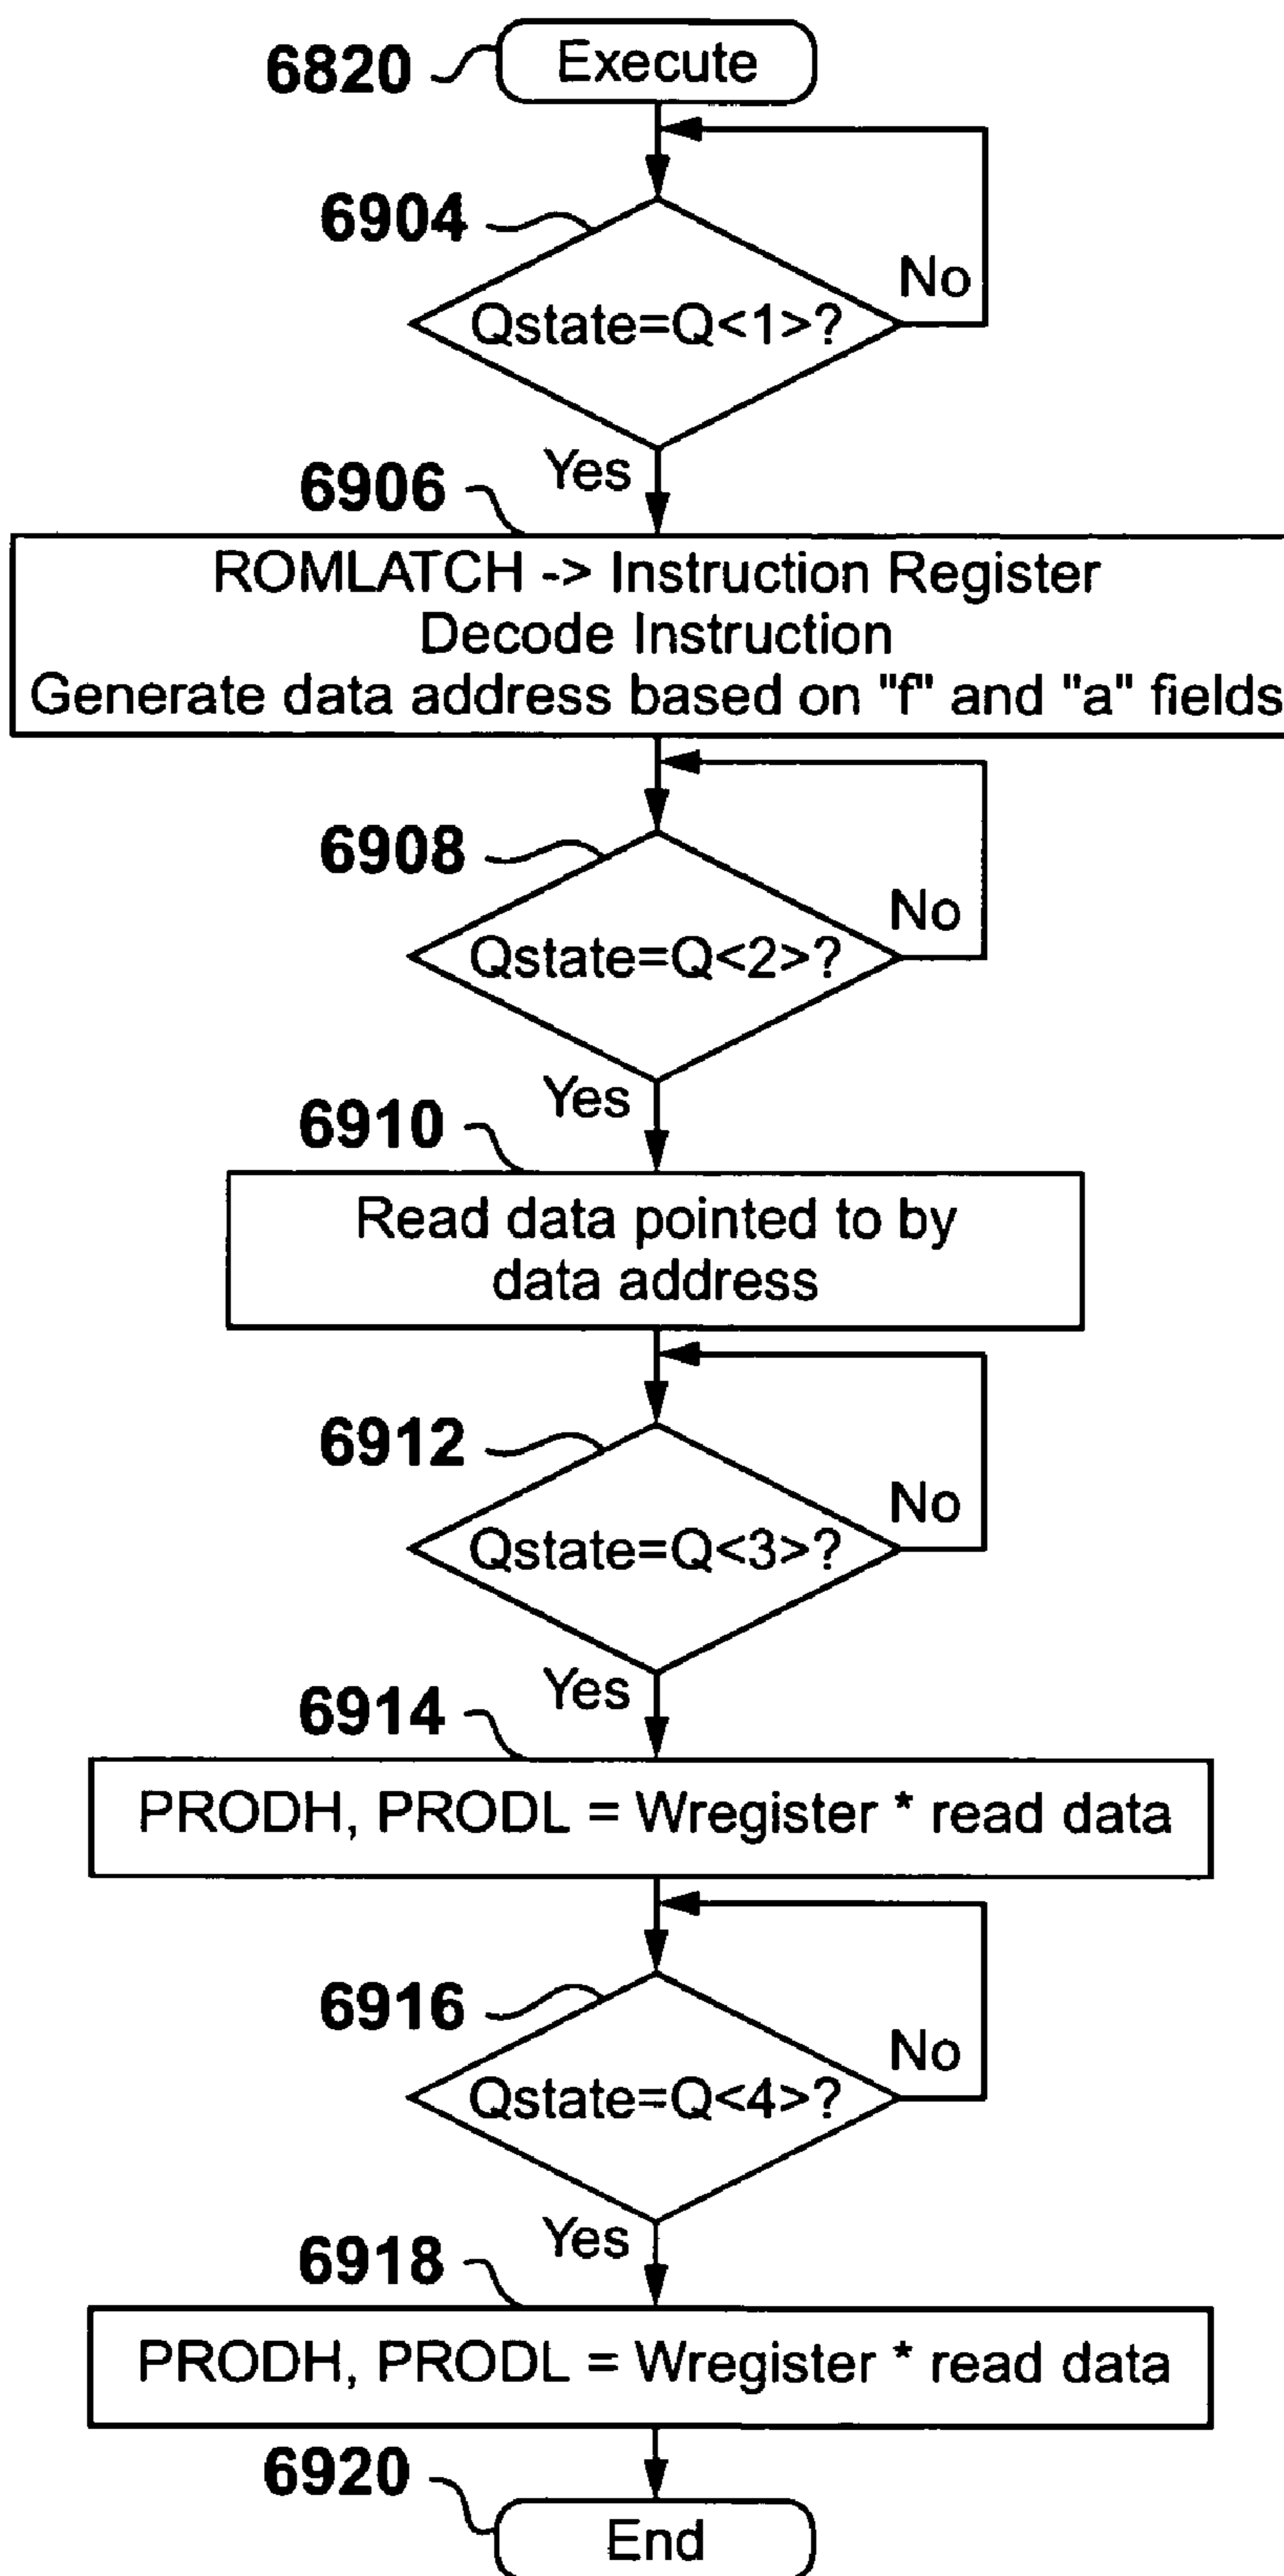 6820
Execute
6904
No
Qstate=Q<1>?
Yes
6906
ROMLATCH -> Instruction Register
Decode Instruction
Generate data address based on "f" and "a" fields
6908
No
Qstate=Q<2>?
Yes
6910
Read data pointed to by
data address
6912
No
Qstate=Q<3>?
Yes
6914
PRODH, PRODL = Wregister * read data
6916
No
Qstate=Q<4>?
Yes
6918
PRODH, PRODL = Wregister * read data
6920
End